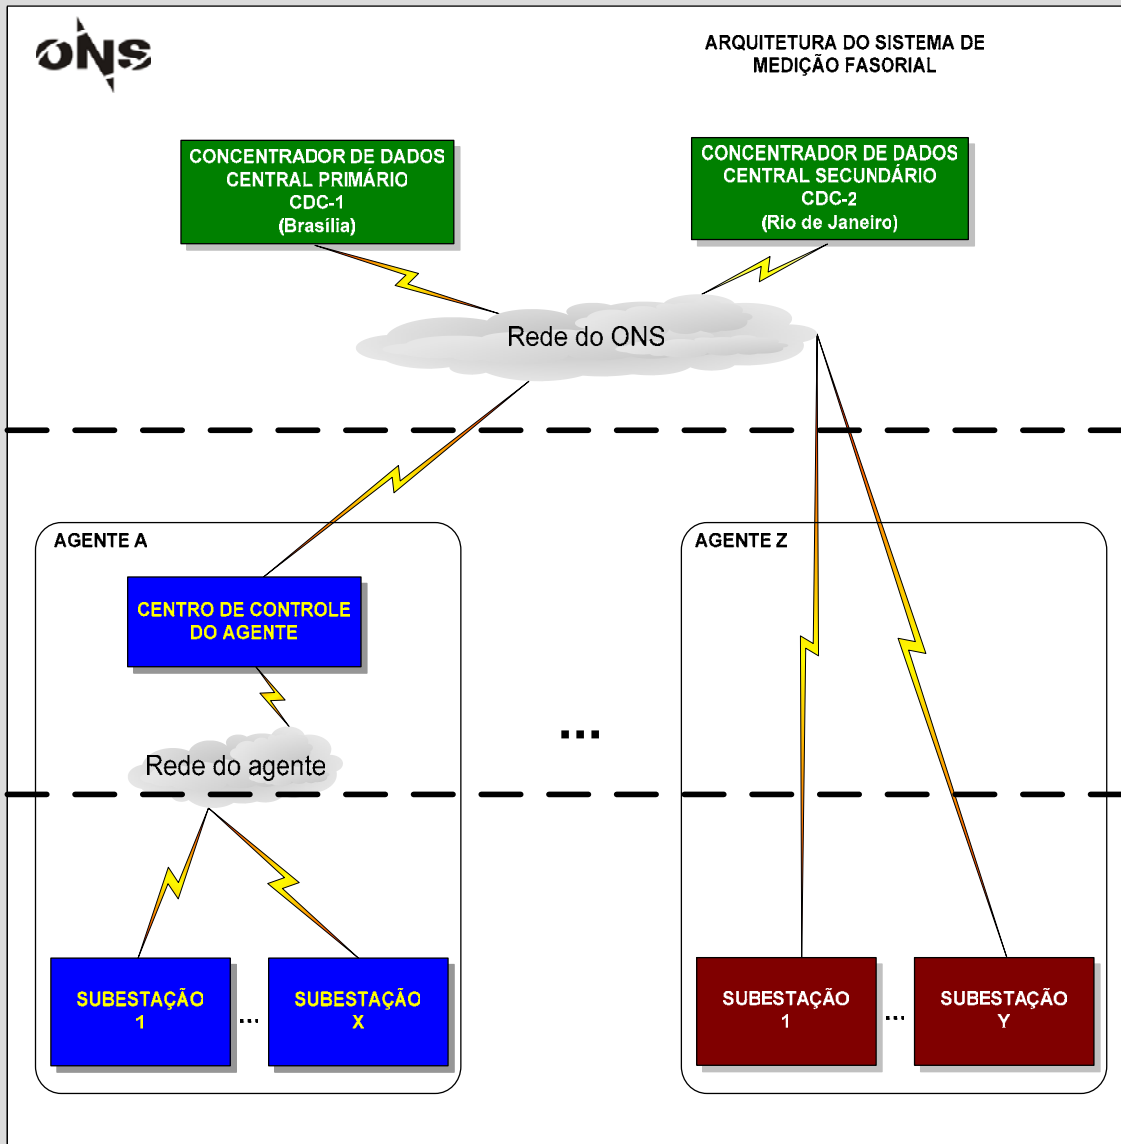 ONS
ARQUITETURA DO SISTEMA DE
MEDIÇÃO FASORIAL
CONCENTRADOR DE DADOS
CENTRAL PRIMÁRIO
CDC-1
(Brasília)
CONCENTRADOR DE DADOS
CENTRAL SECUNDÁRIO
CDC-2
(Rio de Janeiro)
Rede do ONS
AGENTE A
CENTRO DE CONTROLE
DO AGENTE
Rede do agente
SUBESTAÇÃO
1
...
SUBESTAÇÃO
X
...
AGENTE Z
SUBESTAÇÃO
1
...
SUBESTAÇÃO
Y